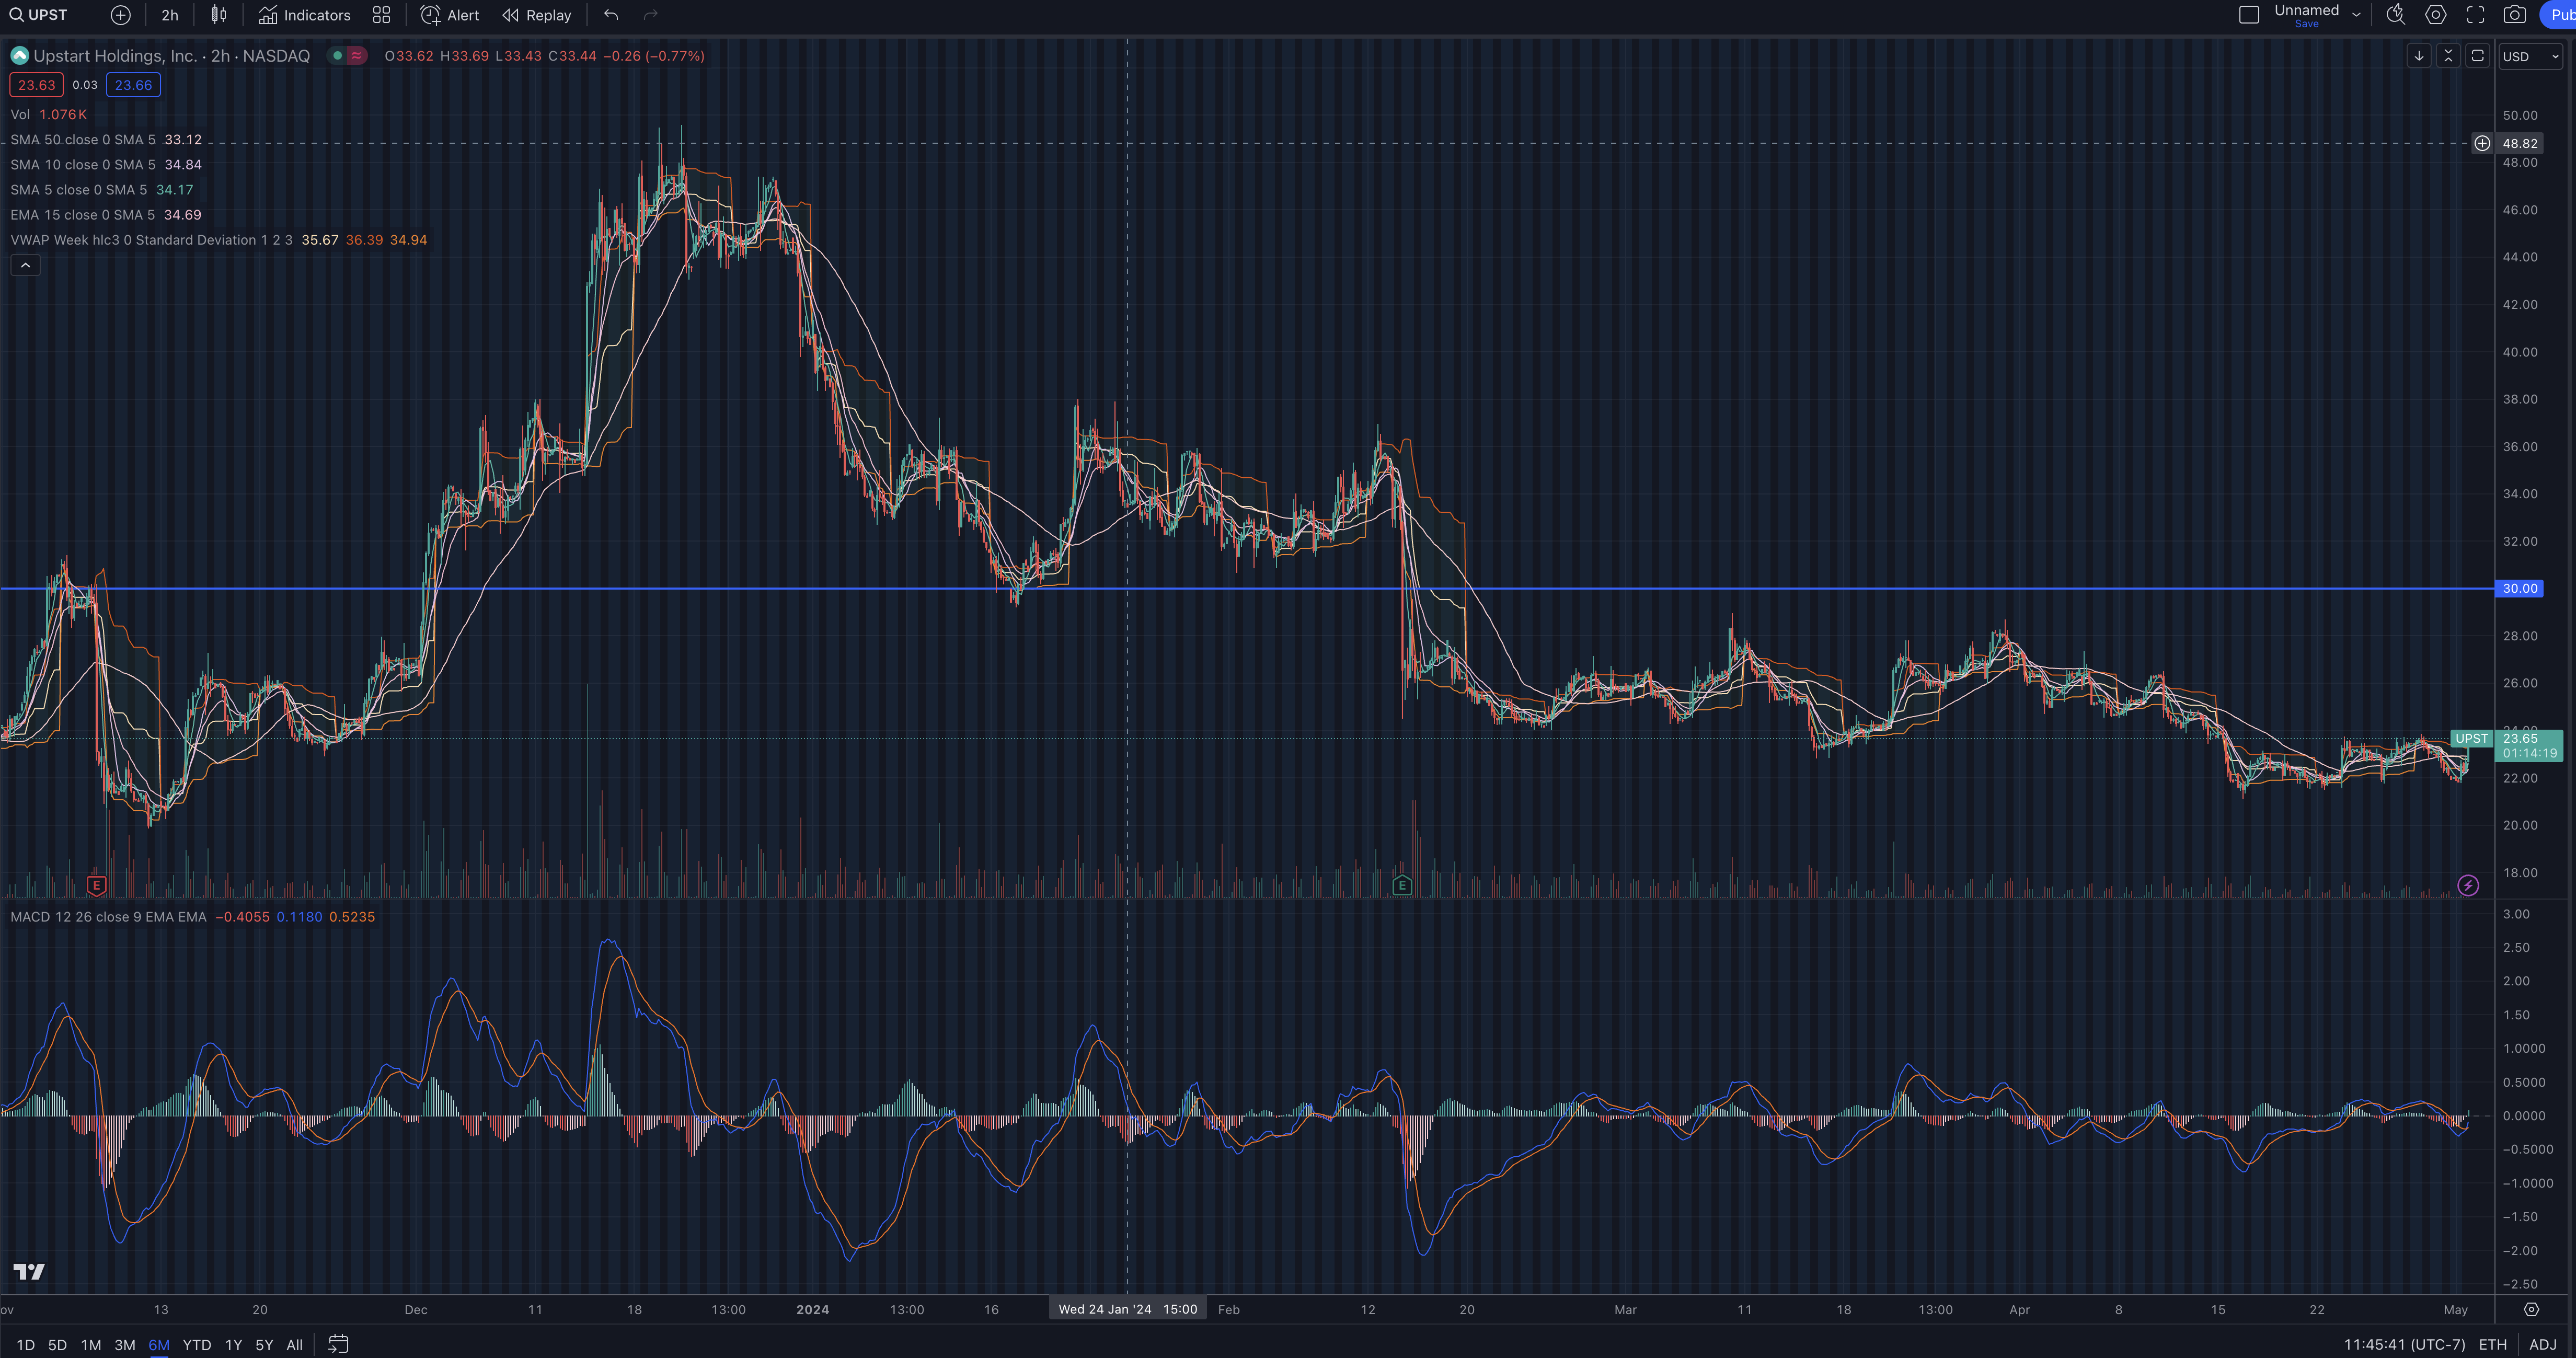 UPST 2h Indicators Alert Replay Unnamed Pub
Save
Upstart Holdings, Inc. · 2h · NASDAQ O33.62 H33.69 L33.43 C33.44 −0.26 (−0.77%) USD
23.63 0.03 23.66
Vol 1.076K
SMA 50 close 0 SMA 5 33.12
SMA 10 close 0 SMA 5 34.84
SMA 5 close 0 SMA 5 34.17
EMA 15 close 0 SMA 5 34.69
VWAP Week hlc3 0 Standard Deviation 1 2 3 35.67 36.39 34.94
50.00
48.82
48.00
46.00
44.00
42.00
40.00
38.00
36.00
34.00
32.00
30.00
28.00
26.00
24.00
UPST 23.65
01:14:19
22.00
20.00
18.00
E E
MACD 12 26 close 9 EMA EMA −0.4055 0.1180 0.5235
3.00
2.50
2.00
1.50
1.0000
0.5000
0.0000
−0.5000
−1.0000
−1.50
−2.00
−2.50
ov 13 20 Dec 11 18 13:00 2024 13:00 16 Wed 24 Jan '24 15:00 Feb 12 20 Mar 11 18 13:00 Apr 8 15 22 May
1D 5D 1M 3M 6M YTD 1Y 5Y All 11:45:41 (UTC-7) ETH ADJ